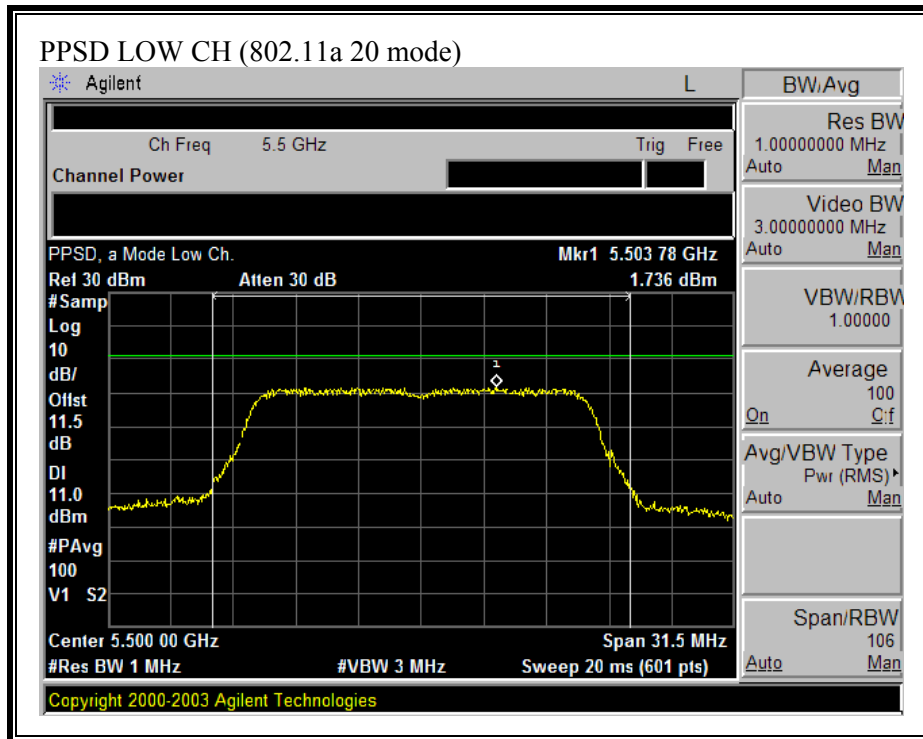 PPSD LOW CH (802.11a 20 mode)
Agilent L
Ch Freq 5.5 GHz Trig Free
Channel Power
PPSD, a Mode Low Ch. Mkr1 5.503 78 GHz
Ref 30 dBm Atten 30 dB 1.736 dBm
#Samp
Log
10
dB/
Offst
11.5
dB
DI
11.0
dBm
#PAvg
100
V1 S2
1
Center 5.500 00 GHz Span 31.5 MHz
#Res BW 1 MHz #VBW 3 MHz Sweep 20 ms (601 pts)
Copyright 2000-2003 Agilent Technologies
BW/Avg
Res BW
1.00000000 MHz
Auto Man
Video BW
3.00000000 MHz
Auto Man
VBW/RBW
1.00000
Average
100
On Off
Avg/VBW Type
Pwr (RMS)
Auto Man
Span/RBW
106
Auto Man